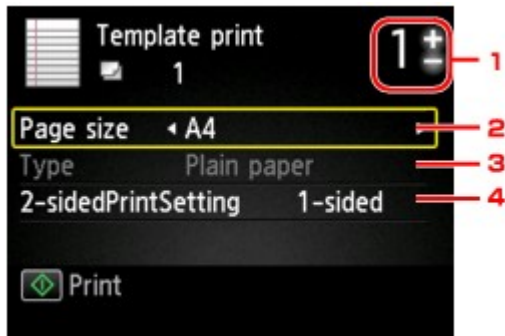 Template print
1
1 + -
1
Page size A4
2
Type Plain paper
3
2-sidedPrintSetting 1-sided
4
Print